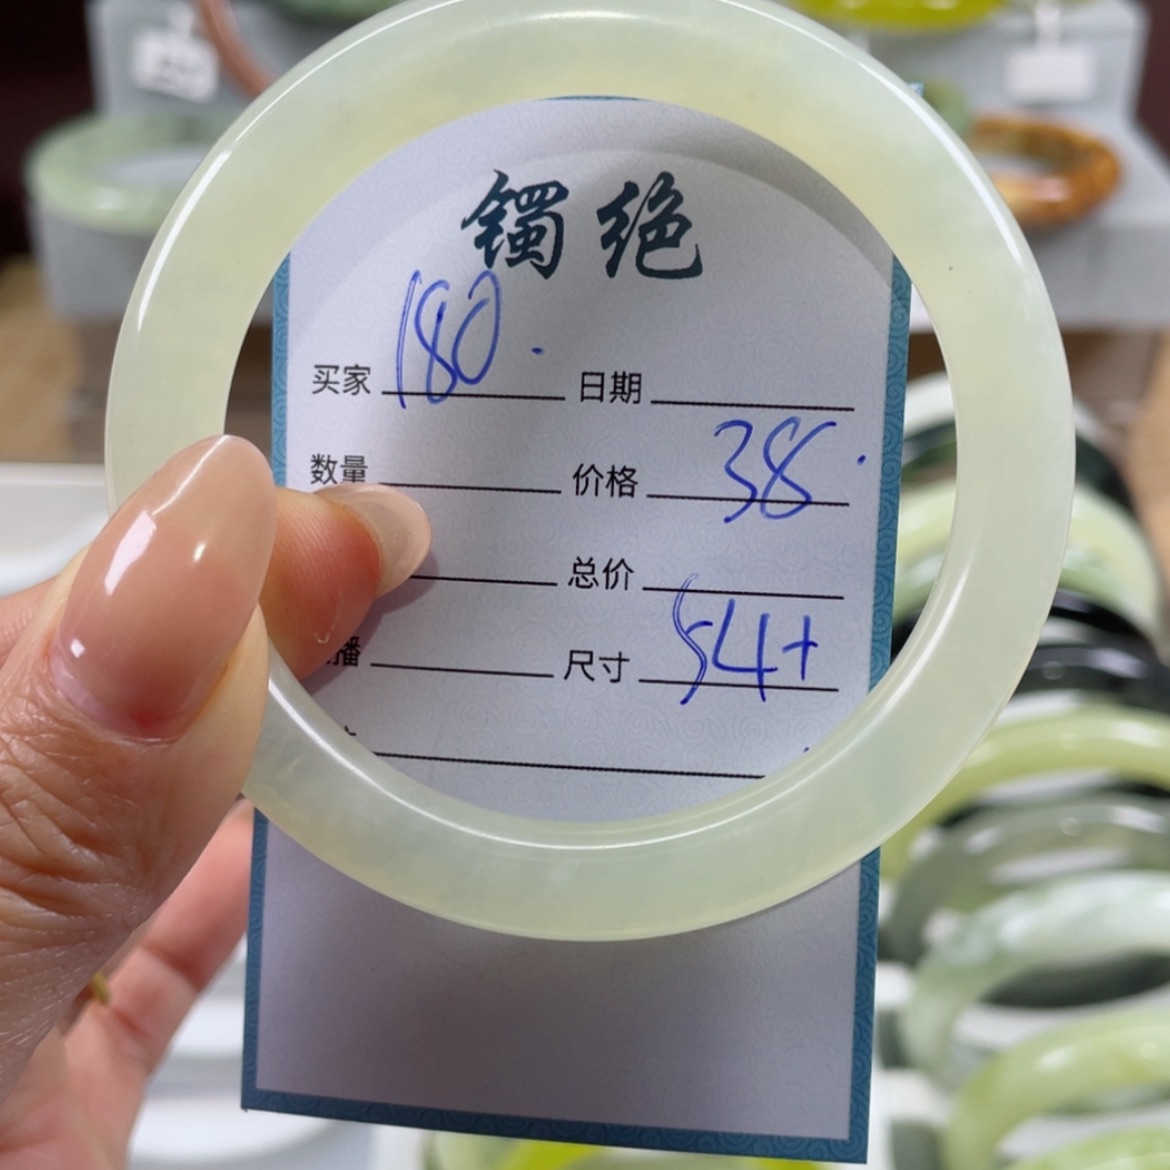 镯绝
买家 180. 日期
数量 价格 38.
总价
播 尺寸 54+